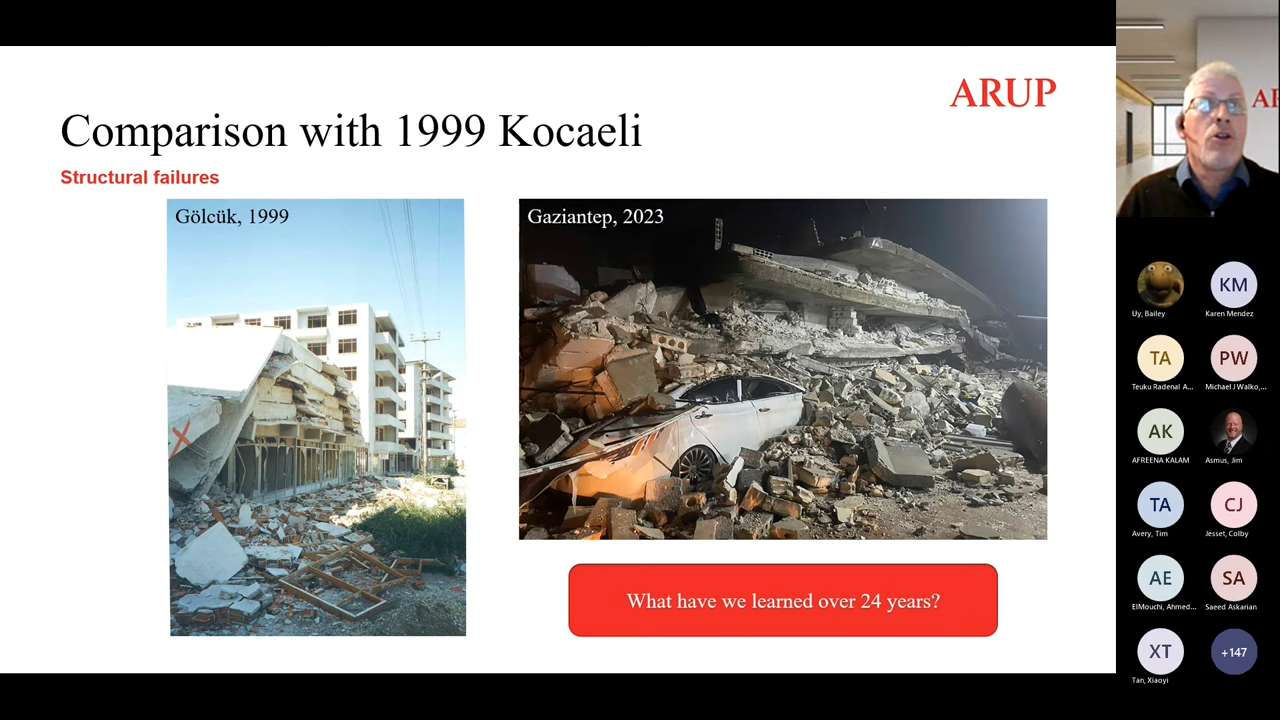 ARUP
Comparison with 1999 Kocaeli
Structural failures
Gölcük, 1999
Gaziantep, 2023
What have we learned over 24 years?
Uy, Bailey
KM
Karen Mendez
TA
Teuku Radenal A...
PW
Michael J Walko,...
AK
AFREENA KALAM
Asmus, Jim
TA
Avery, Tim
CJ
Jesset, Colby
AE
ElMouchi, Ahmed...
SA
Saeed Askarian
XT
Tan, Xiaoyi
+147